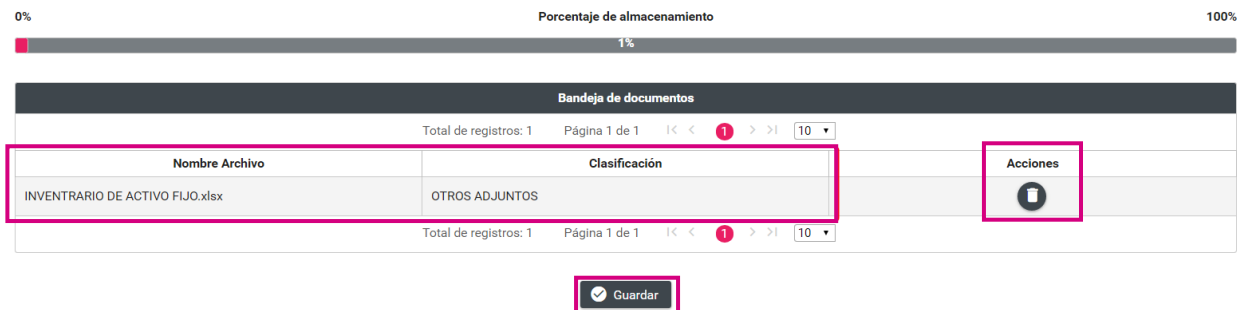 0% Porcentaje de almacenamiento 100%
1%
Bandeja de documentos
Total de registros: 1 Página 1 de 1 |< < 1 > >| 10
Nombre Archivo Clasificación Acciones
INVENTRARIO DE ACTIVO FIJO.xlsx OTROS ADJUNTOS
Total de registros: 1 Página 1 de 1 |< < 1 > >| 10
Guardar